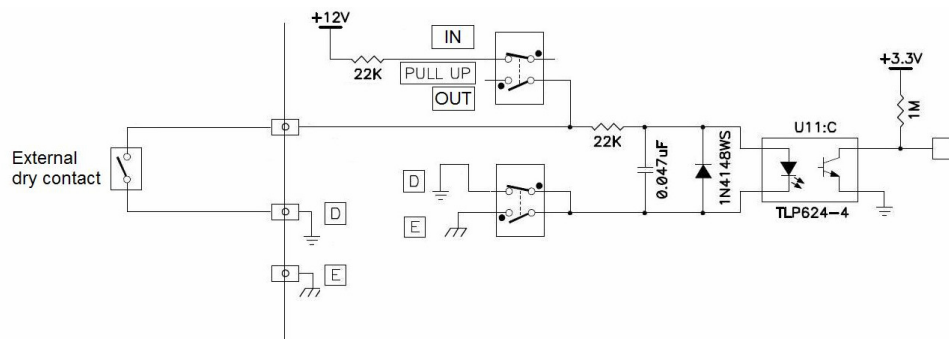 +12V
IN
22K
PULL UP
OUT
+3.3V
1M
U11:C
22K
External
dry contact
0.047uF
1N4148WS
D
D
E
TLP624-4
E